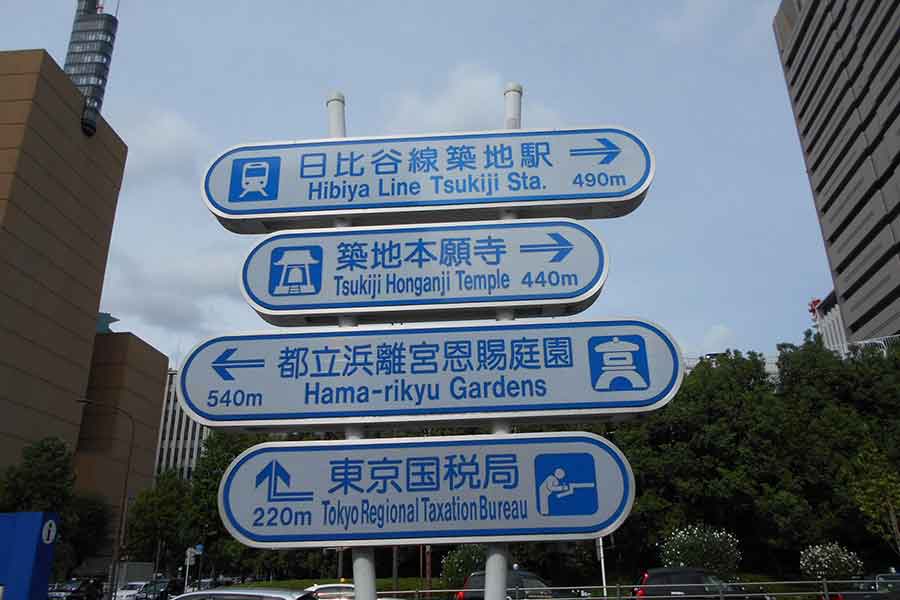 日比谷線築地駅
Hibiya Line Tsukiji Sta.
490m
築地本願寺
Tsukiji Honganji Temple
440m
都立浜離宮恩賜庭園
540m
Hama-rikyu Gardens
東京国税局
220m
Tokyo Regional Taxation Bureau
i